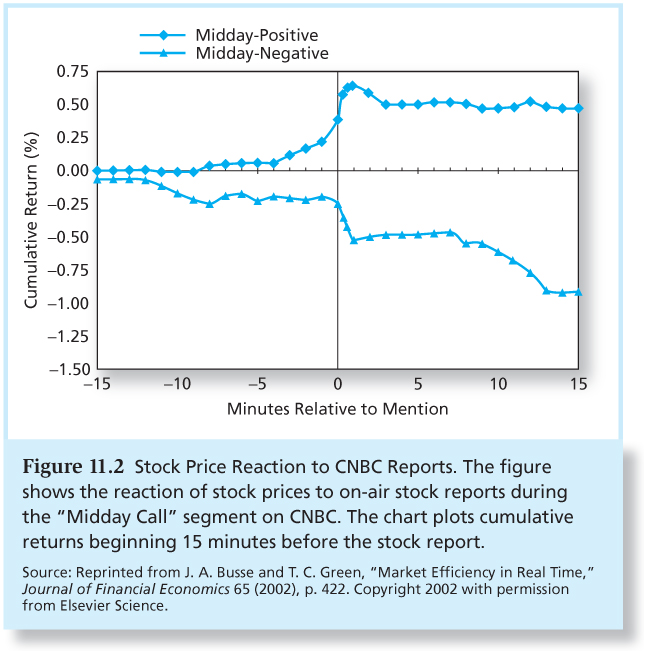 Midday-Positive
Midday-Negative
0.75
0.50
0.25
0.00
−0.25
−0.50
−0.75
−1.00
−1.25
−1.50
Cumulative Return (%)
−15
−10
−5
0
5
10
15
Minutes Relative to Mention
Figure 11.2 Stock Price Reaction to CNBC Reports. The figure
shows the reaction of stock prices to on-air stock reports during
the “Midday Call” segment on CNBC. The chart plots cumulative
returns beginning 15 minutes before the stock report.
Source: Reprinted from J. A. Busse and T. C. Green, “Market Efficiency in Real Time,”
Journal of Financial Economics 65 (2002), p. 422. Copyright 2002 with permission
from Elsevier Science.